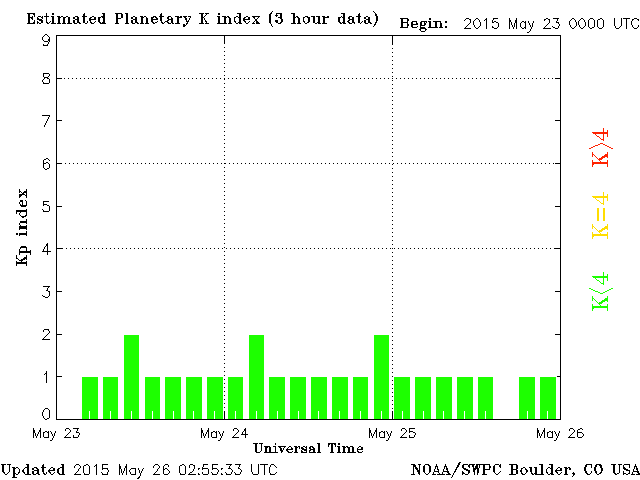 Estimated Planetary K index (3 hour data)
Begin: 2015 May 23 0000 UTC
9
8
7
6
5
4
3
2
1
0
Kp index
K>4
K=4
K<4
May 23
May 24
May 25
May 26
Universal Time
Updated 2015 May 26 02:55:33 UTC
NOAA/SWPC Boulder, CO USA